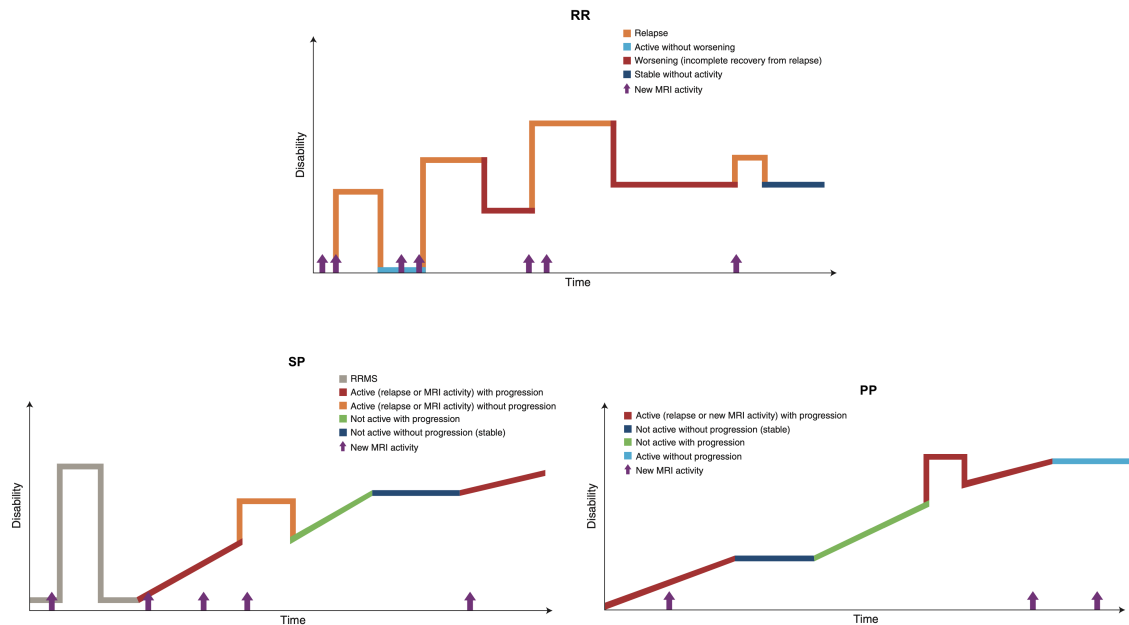 RR
Relapse
Active without worsening
Worsening (incomplete recovery from relapse)
Stable without activity
New MRI activity
Disability
Time
SP
RRMS
Active (relapse or MRI activity) with progression
Active (relapse or MRI activity) without progression
Not active with progression
Not active without progression (stable)
New MRI activity
Disability
Time
PP
Active (relapse or new MRI activity) with progression
Not active without progression (stable)
Not active with progression
Active without progression
New MRI activity
Disability
Time